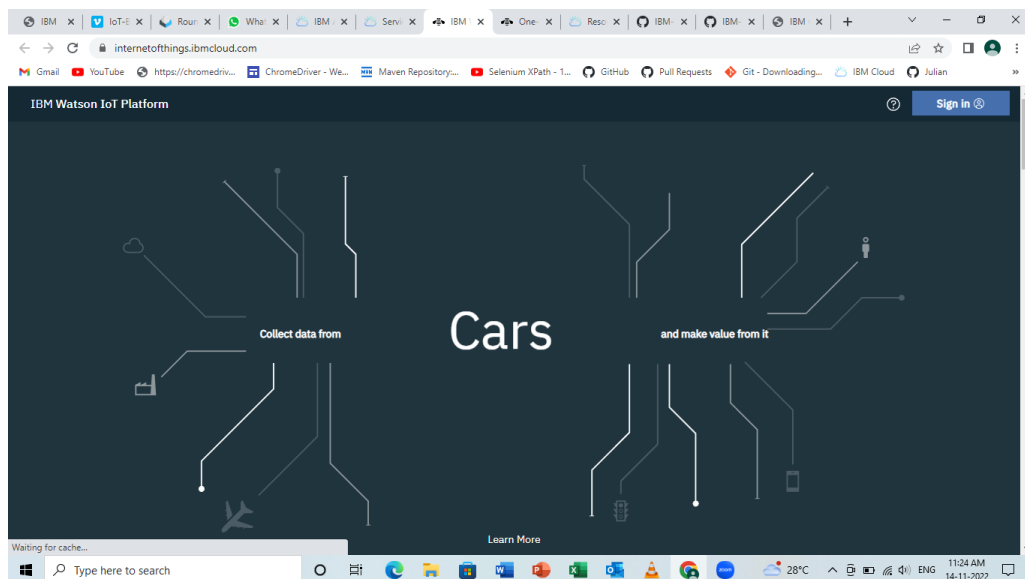 IBM
IoT-E
Roun
What
IBM
Servi
IBM
One-
Reso
IBM-
IBM-
IBM
internetofthings.ibmcloud.com
Gmail YouTube https://chromedriv... ChromeDriver - We... Maven Repository:... Selenium XPath - 1... GitHub Pull Requests Git - Downloading... IBM Cloud Julian »
IBM Watson IoT Platform
Sign in
Collect data from Cars and make value from it
Learn More
Waiting for cache...
Type here to search
28°C ENG 11:24 AM
14-11-2022